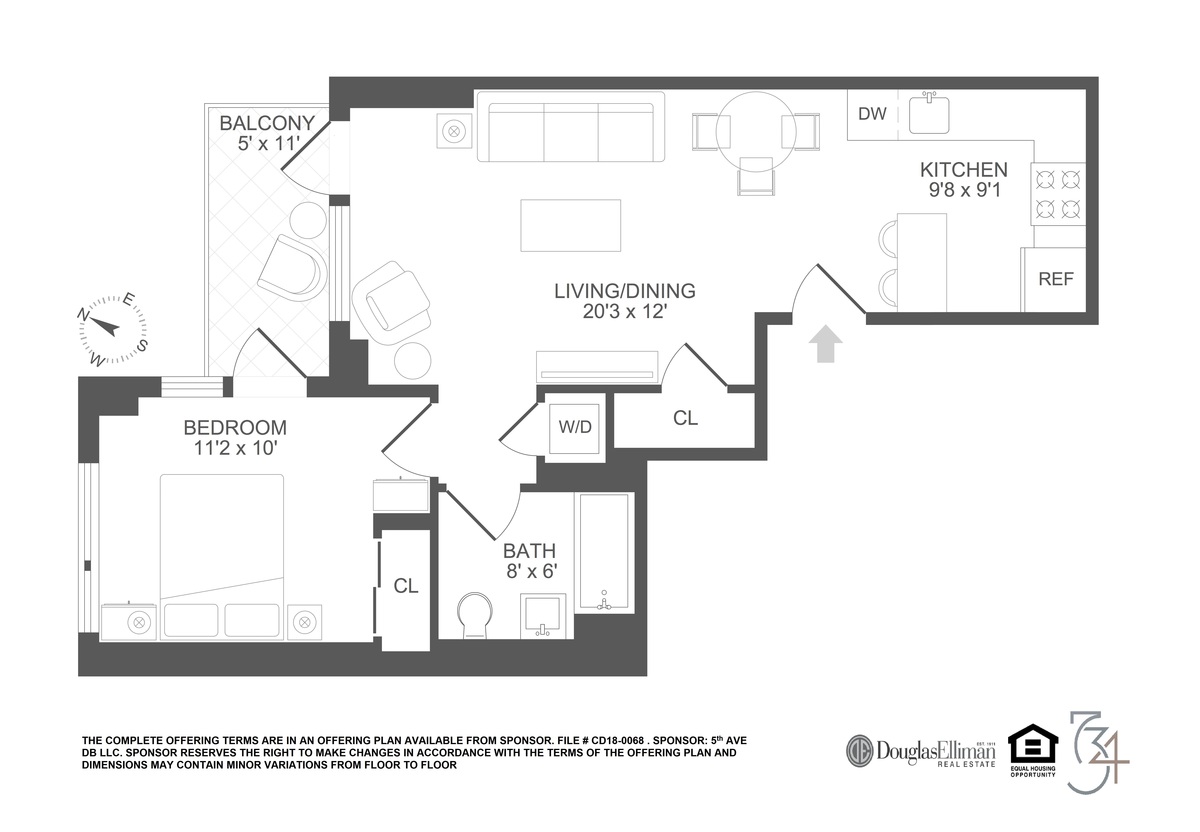 BALCONY
5' x 11'
DW
KITCHEN
9'8 x 9'1
REF
LIVING/DINING
20'3 x 12'
N
E
S
W
BEDROOM
11'2 x 10'
W/D
CL
BATH
8' x 6'
CL
THE COMPLETE OFFERING TERMS ARE IN AN OFFERING PLAN AVAILABLE FROM SPONSOR. FILE # CD18-0068 . SPONSOR: 5th AVE
DB LLC. SPONSOR RESERVES THE RIGHT TO MAKE CHANGES IN ACCORDANCE WITH THE TERMS OF THE OFFERING PLAN AND
DIMENSIONS MAY CONTAIN MINOR VARIATIONS FROM FLOOR TO FLOOR
DE
EST. 1911
DouglasElliman
REAL ESTATE
EQUAL HOUSING
OPPORTUNITY
734